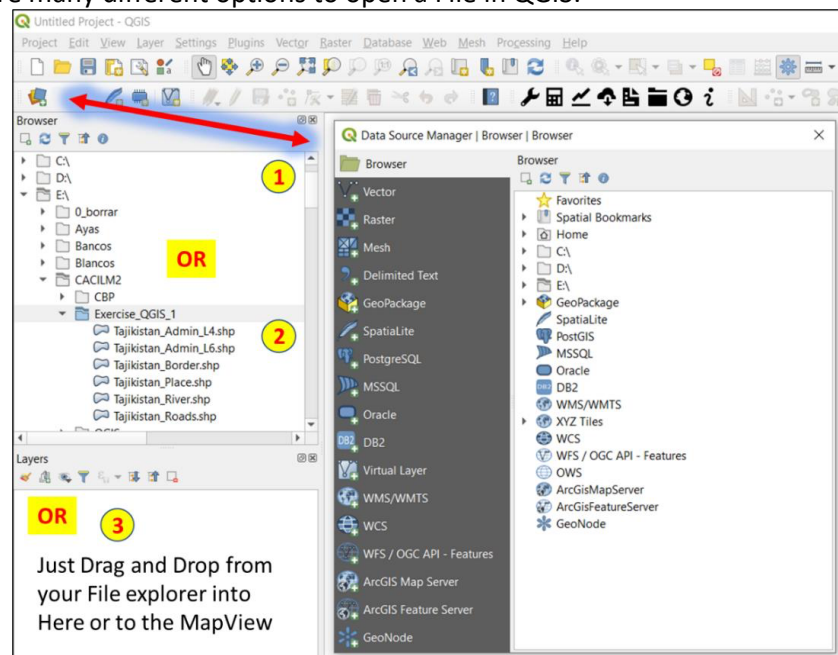 re many different options to open a File in QGIS.
Untitled Project - QGIS
Project Edit View Layer Settings Plugins Vector Raster Database Web Mesh Processing Help
Browser
C:\
D:\
E:\
0_borrar
Ayas
Bancos
Blancos
CACILM2
CBP
Exercise_QGIS_1
Tajikistan_Admin_L4.shp
Tajikistan_Admin_L6.shp
Tajikistan_Border.shp
Tajikistan_Place.shp
Tajikistan_River.shp
Tajikistan_Roads.shp
1
OR
2
Layers
OR
3
Just Drag and Drop from
your File explorer into
Here or to the MapView
Data Source Manager | Browser | Browser
Browser
Vector
Raster
Mesh
Delimited Text
GeoPackage
SpatiaLite
PostgreSQL
MSSQL
Oracle
DB2
DB2
Virtual Layer
WMS/WMTS
WCS
WFS / OGC API - Features
ArcGIS Map Server
ArcGIS Feature Server
GeoNode
Browser
Favorites
Spatial Bookmarks
Home
C:\
D:\
E:\
GeoPackage
SpatiaLite
PostGIS
MSSQL
Oracle
DB2
DB2
WMS/WMTS
XYZ Tiles
WCS
WFS / OGC API - Features
OWS
ArcGisMapServer
ArcGisFeatureServer
GeoNode